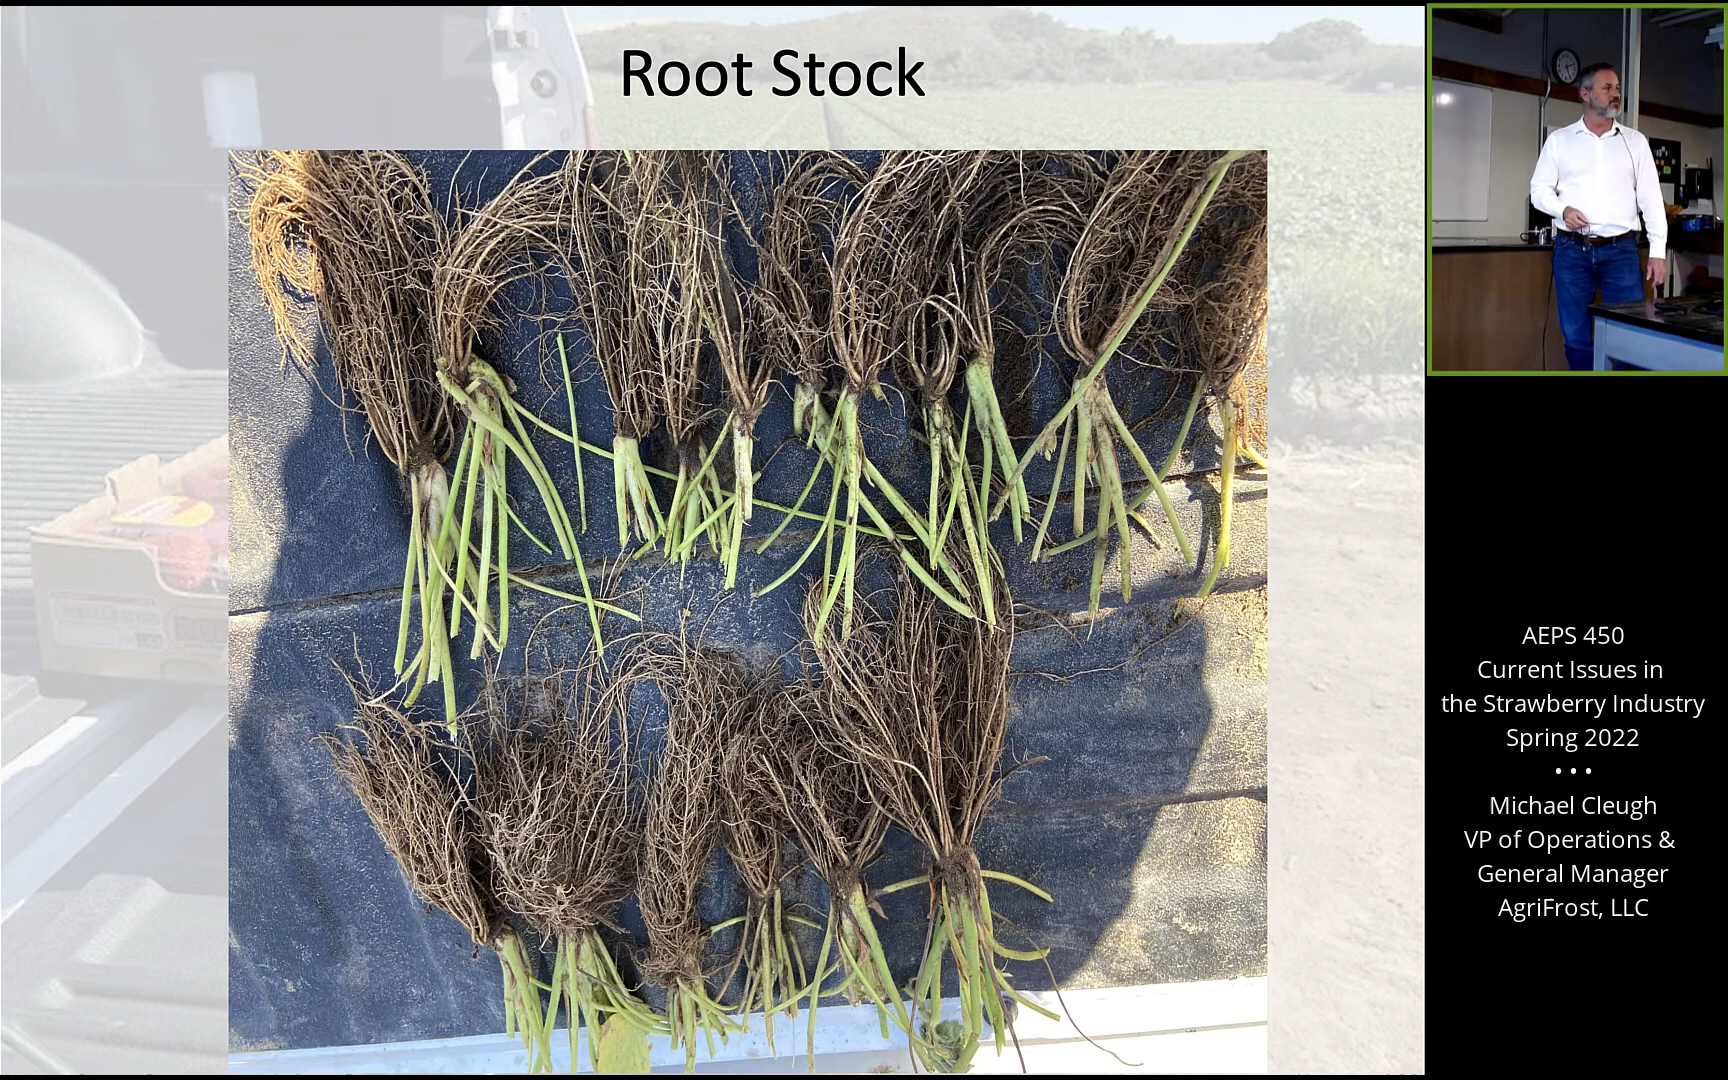 Root Stock
AEPS 450
Current Issues in
the Strawberry Industry
Spring 2022
• • •
Michael Cleugh
VP of Operations &
General Manager
AgriFrost, LLC